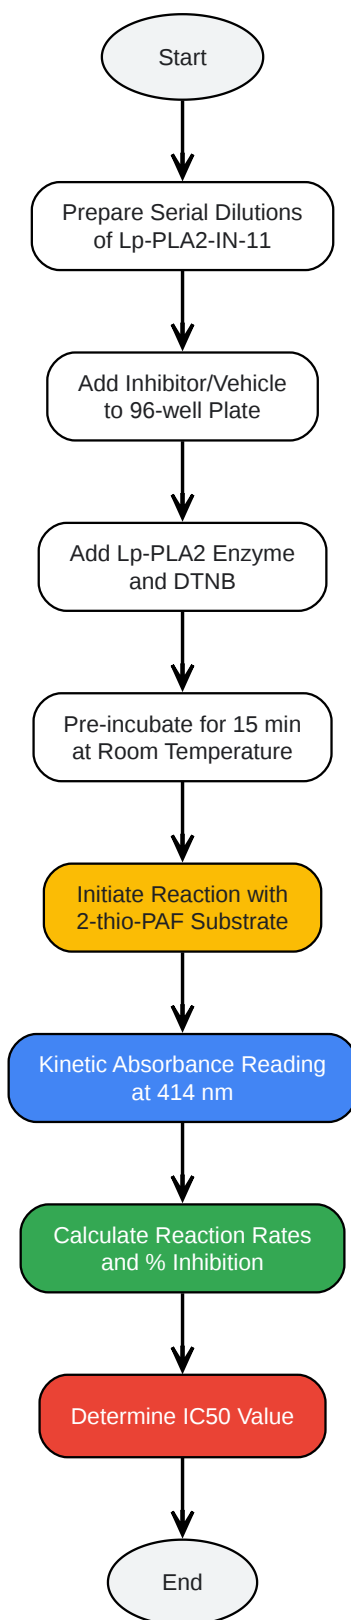 Start
Prepare Serial Dilutions
of Lp-PLA2-IN-11
Add Inhibitor/Vehicle
to 96-well Plate
Add Lp-PLA2 Enzyme
and DTNB
Pre-incubate for 15 min
at Room Temperature
Initiate Reaction with
2-thio-PAF Substrate
Kinetic Absorbance Reading
at 414 nm
Calculate Reaction Rates
and % Inhibition
Determine IC50 Value
End